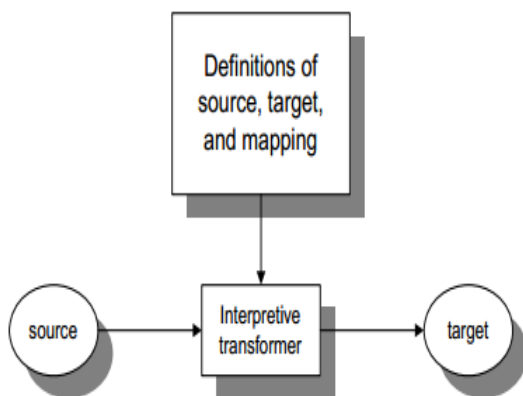 Definitions of
source, target,
and mapping
source
Interpretive
transformer
target